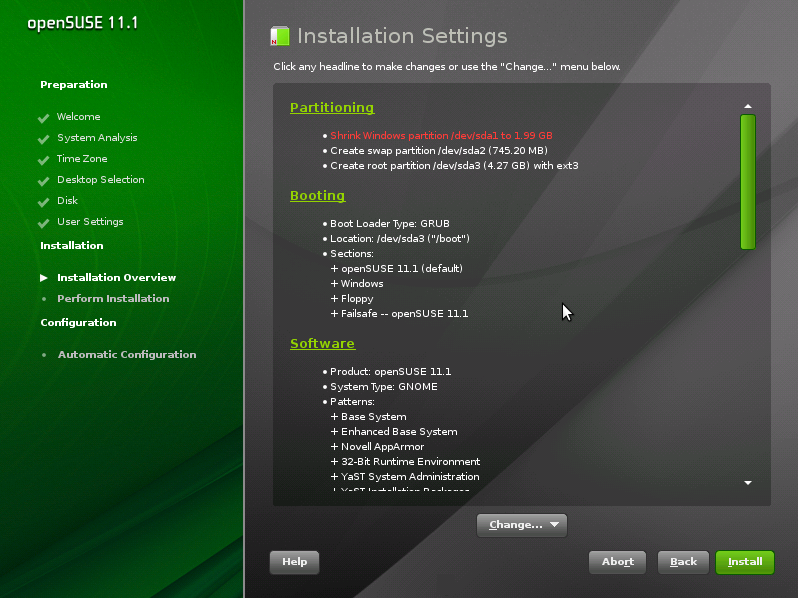 openSUSE 11.1
Preparation
Welcome
System Analysis
Time Zone
Desktop Selection
Disk
User Settings
Installation
Installation Overview
Perform Installation
Configuration
Automatic Configuration
Installation Settings
Click any headline to make changes or use the "Change..." menu below.
Partitioning
• Shrink Windows partition /dev/sda1 to 1.99 GB
• Create swap partition /dev/sda2 (745.20 MB)
• Create root partition /dev/sda3 (4.27 GB) with ext3
Booting
• Boot Loader Type: GRUB
• Location: /dev/sda3 ("/boot")
• Sections:
+ openSUSE 11.1 (default)
+ Windows
+ Floppy
+ Failsafe -- openSUSE 11.1
Software
• Product: openSUSE 11.1
• System Type: GNOME
• Patterns:
+ Base System
+ Enhanced Base System
+ Novell AppArmor
+ 32-Bit Runtime Environment
+ YaST System Administration
+ YaST Installation Packages
Change...
Help
Abort
Back
Install